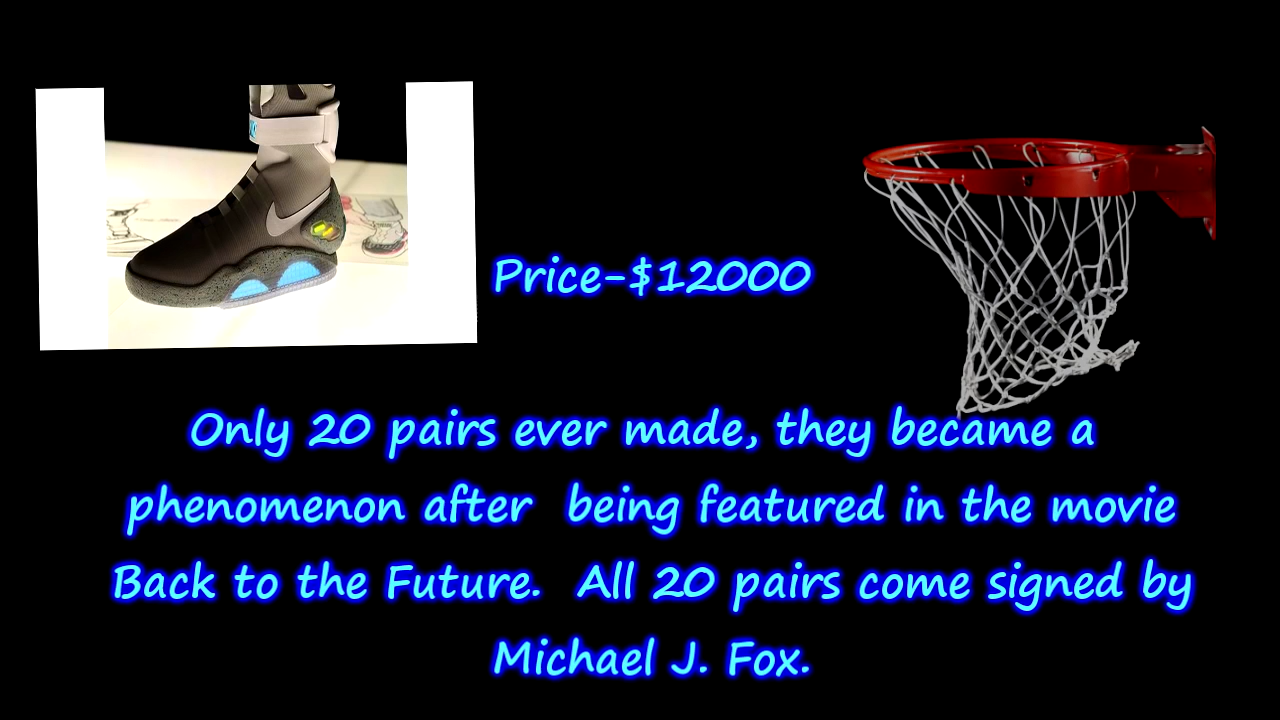 Price-$12000
Only 20 pairs ever made, they became a
phenomenon after  being featured in the movie
Back to the Future.  All 20 pairs come signed by
Michael J. Fox.